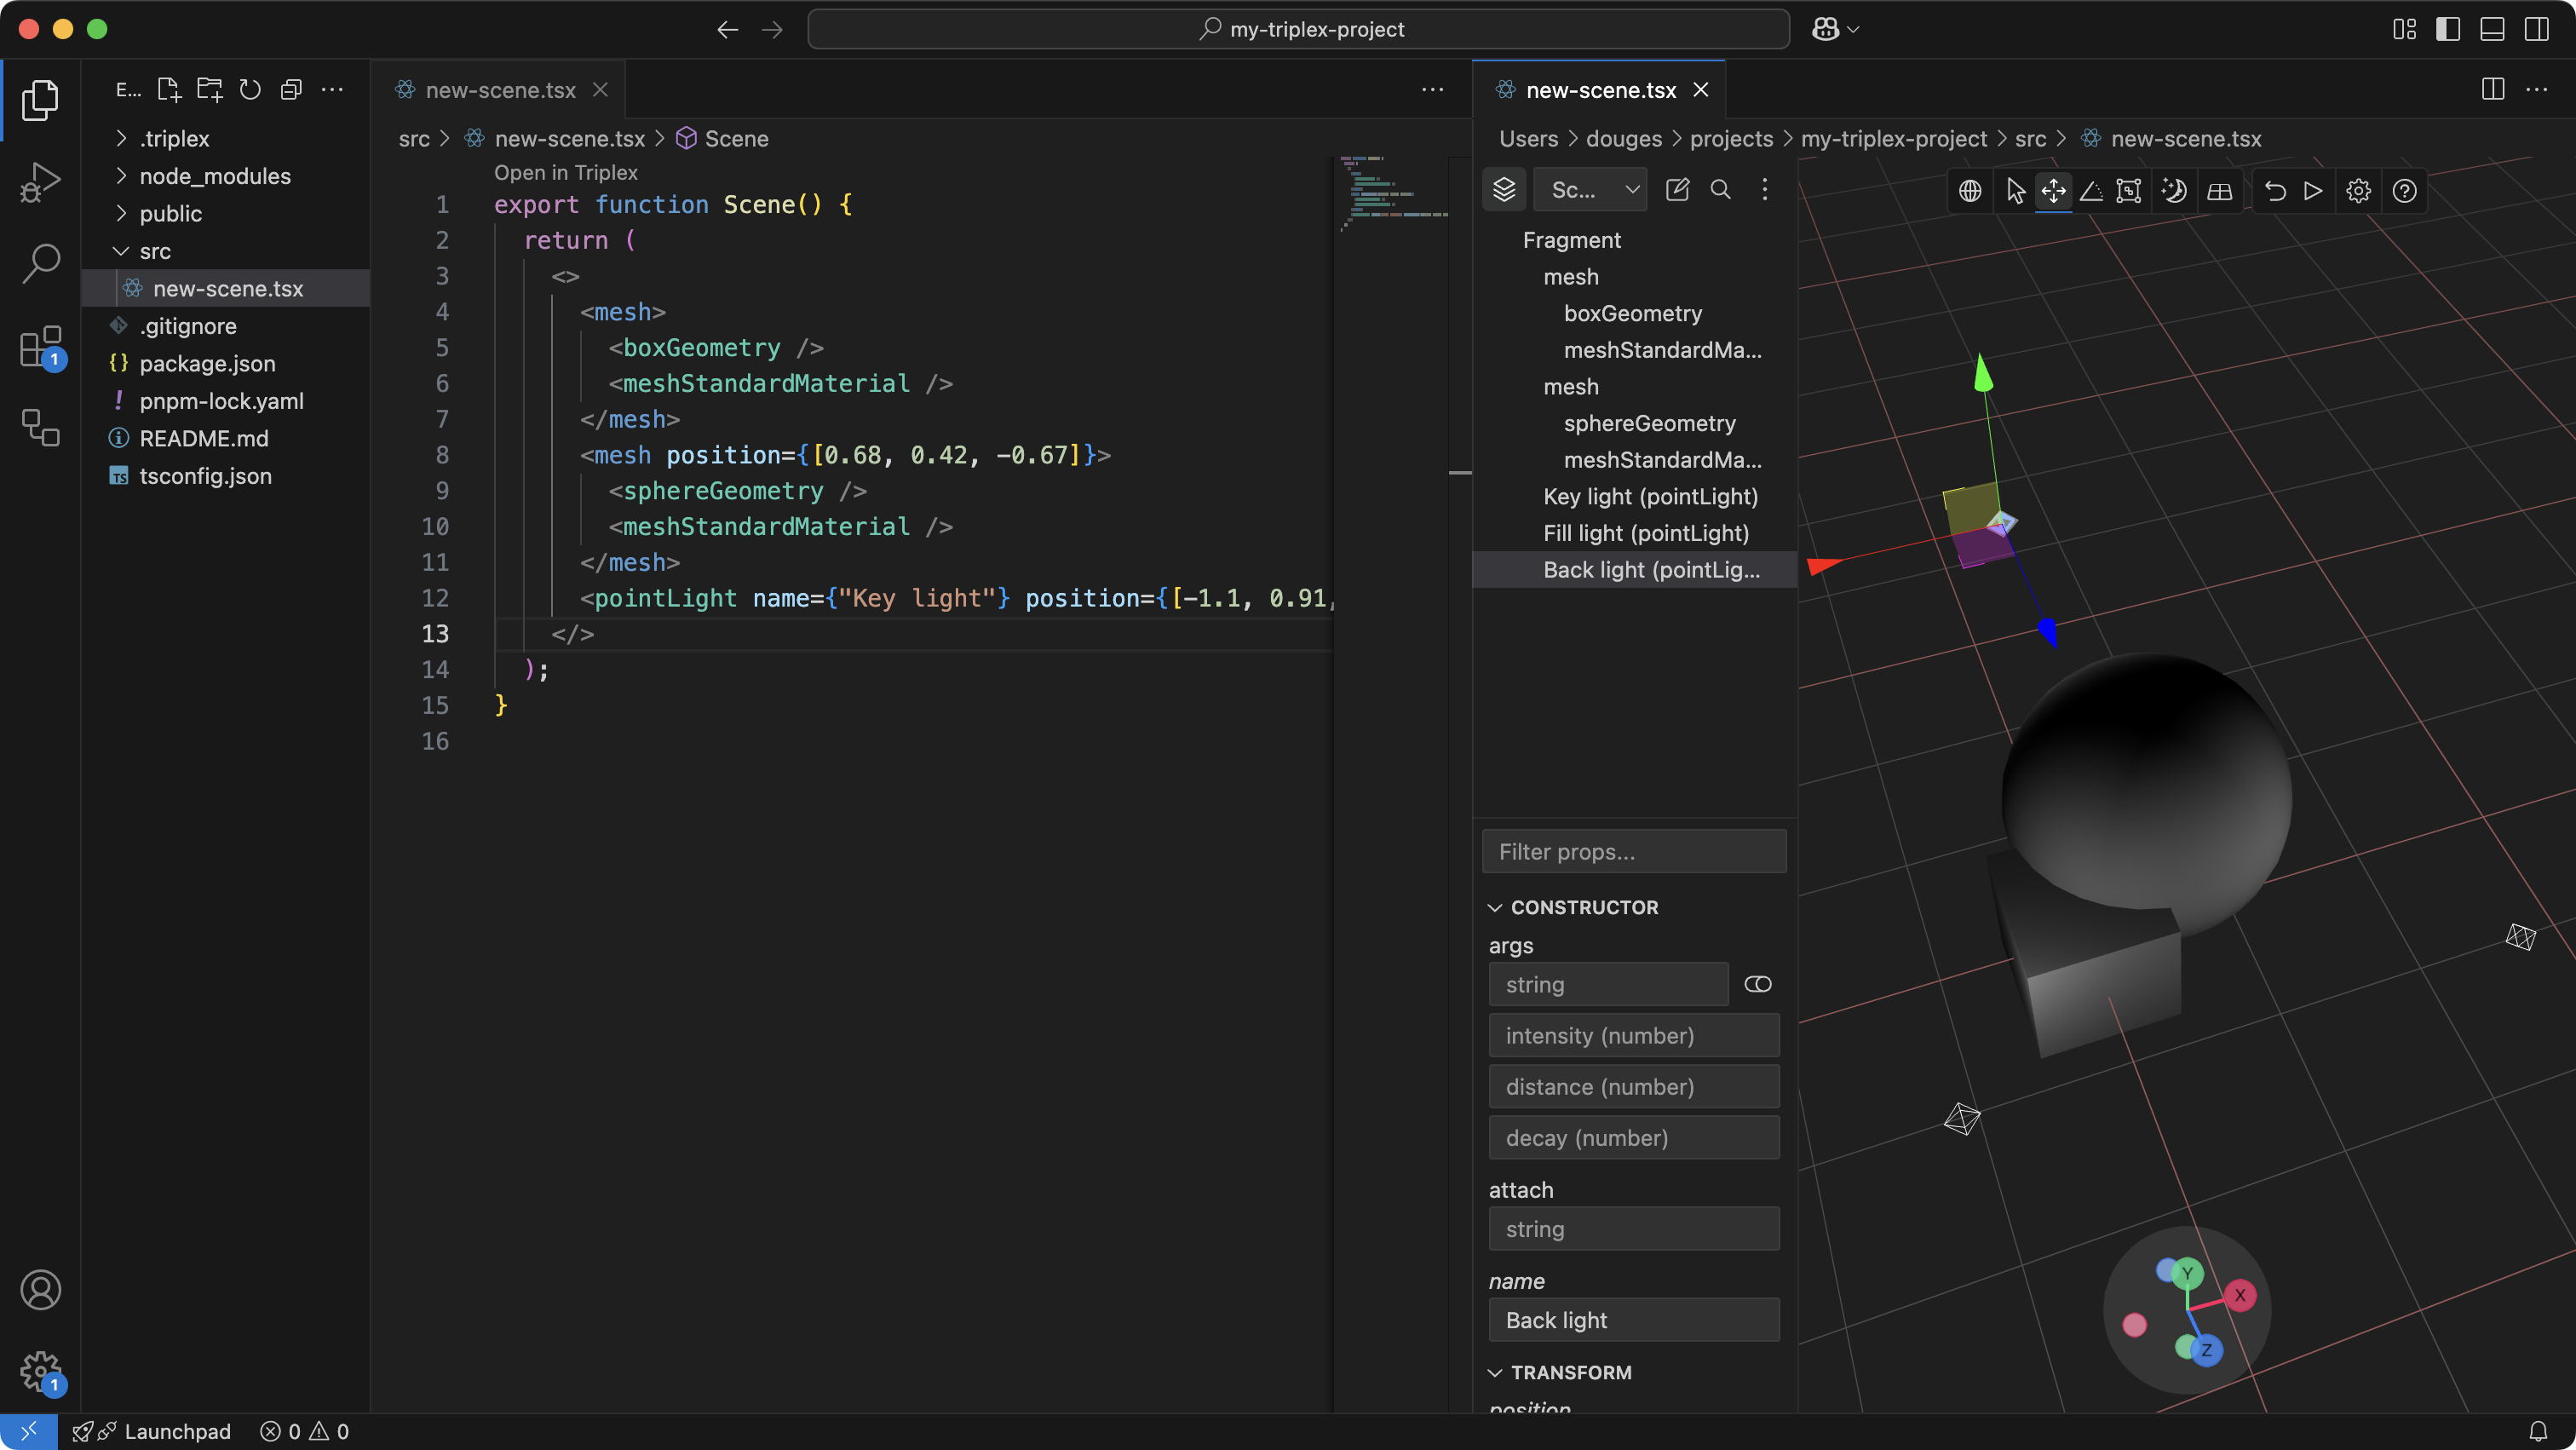 my-triplex-project
E...
.triplex
node_modules
public
src
new-scene.tsx
.gitignore
package.json
pnpm-lock.yaml
README.md
tsconfig.json
1
1
new-scene.tsx
src > new-scene.tsx > Scene
Open in Triplex
1 export function Scene() {
2 return (
3 <>
4 <mesh>
5 <boxGeometry />
6 <meshStandardMaterial />
7 </mesh>
8 <mesh position={[0.68, 0.42, -0.67]}>
9 <sphereGeometry />
10 <meshStandardMaterial />
11 </mesh>
12 <pointLight name={"Key light"} position={[-1.1, 0.91,
13 </>
14 );
15 }
16
new-scene.tsx
Users > douges > projects > my-triplex-project > src > new-scene.tsx
Sc...
Fragment
mesh
boxGeometry
meshStandardMa...
mesh
sphereGeometry
meshStandardMa...
Key light (pointLight)
Fill light (pointLight)
Back light (pointLig...
Filter props...
CONSTRUCTOR
args
string
intensity (number)
distance (number)
decay (number)
attach
string
name
Back light
TRANSFORM
position
Y
X
Z
Launchpad
0 0